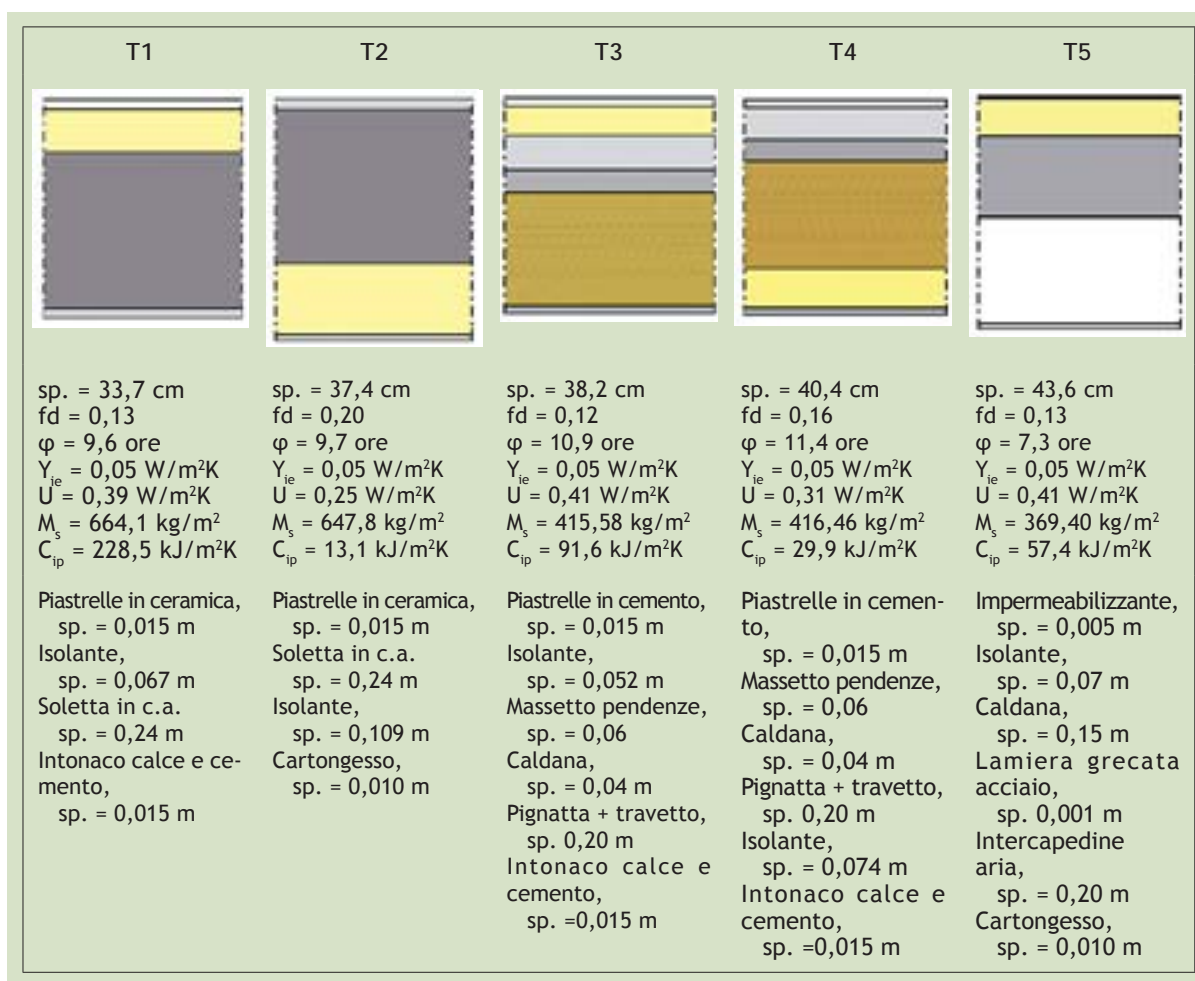 T1
T2
T3
T4
T5
sp. = 33,7 cm
fd = 0,13
φ = 9,6 ore
Yie = 0,05 W/m²K
U = 0,39 W/m²K
Ms = 664,1 kg/m²
Cip = 228,5 kJ/m²K
Piastrelle in ceramica,
sp. = 0,015 m
Isolante,
sp. = 0,067 m
Soletta in c.a.
sp. = 0,24 m
Intonaco calce e ce-
mento,
sp. = 0,015 m
sp. = 37,4 cm
fd = 0,20
φ = 9,7 ore
Yie = 0,05 W/m²K
U = 0,25 W/m²K
Ms = 647,8 kg/m²
Cip = 13,1 kJ/m²K
Piastrelle in ceramica,
sp. = 0,015 m
Soletta in c.a.
sp. = 0,24 m
Isolante,
sp. = 0,109 m
Cartongesso,
sp. = 0,010 m
sp. = 38,2 cm
fd = 0,12
φ = 10,9 ore
Yie = 0,05 W/m²K
U = 0,41 W/m²K
Ms = 415,58 kg/m²
Cip = 91,6 kJ/m²K
Piastrelle in cemento,
sp. = 0,015 m
Isolante,
sp. = 0,052 m
Massetto pendenze,
sp. = 0,06
Caldana,
sp. = 0,04 m
Pignatta + travetto,
sp. 0,20 m
Intonaco calce e
cemento,
sp. =0,015 m
sp. = 40,4 cm
fd = 0,16
φ = 11,4 ore
Yie = 0,05 W/m²K
U = 0,31 W/m²K
Ms = 416,46 kg/m²
Cip = 29,9 kJ/m²K
Piastrelle in cemen-
to,
sp. = 0,015 m
Massetto pendenze,
sp. = 0,06
Caldana,
sp. = 0,04 m
Pignatta + travetto,
sp. 0,20 m
Isolante,
sp. = 0,074 m
Intonaco calce e
cemento,
sp. =0,015 m
sp. = 43,6 cm
fd = 0,13
φ = 7,3 ore
Yie = 0,05 W/m²K
U = 0,41 W/m²K
Ms = 369,40 kg/m²
Cip = 57,4 kJ/m²K
Impermeabilizzante,
sp. = 0,005 m
Isolante,
sp. = 0,07 m
Caldana,
sp. = 0,15 m
Lamiera grecata
acciaio,
sp. 0,001 m
Intercapedine
aria,
sp. = 0,20 m
Cartongesso,
sp. = 0,010 m